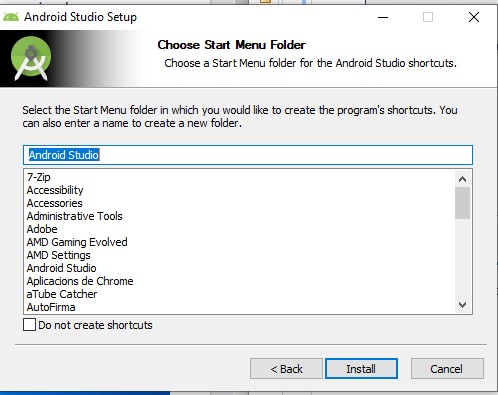 Android Studio Setup
Choose Start Menu Folder
Choose a Start Menu folder for the Android Studio shortcuts.
Select the Start Menu folder in which you would like to create the program's shortcuts. You
can also enter a name to create a new folder.
Android Studio
7-Zip
Accessibility
Accessories
Administrative Tools
Adobe
AMD Gaming Evolved
AMD Settings
Android Studio
Aplicacions de Chrome
aTube Catcher
AutoFirma
Do not create shortcuts
< Back
Install
Cancel